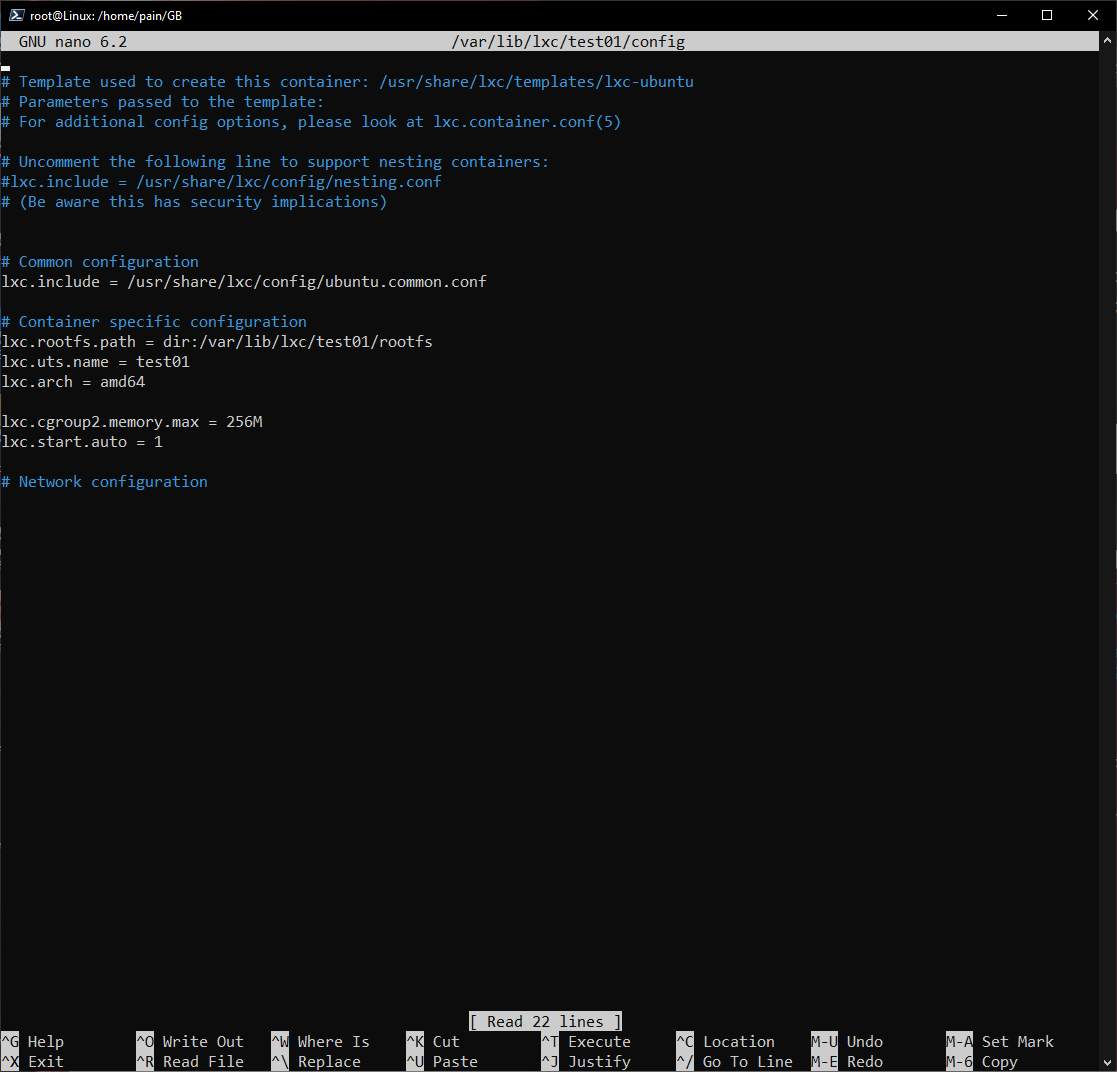 root@Linux: /home/pain/GB
GNU nano 6.2 /var/lib/lxc/test01/config
# Template used to create this container: /usr/share/lxc/templates/lxc-ubuntu
# Parameters passed to the template:
# For additional config options, please look at lxc.container.conf(5)
# Uncomment the following line to support nesting containers:
#lxc.include = /usr/share/lxc/config/nesting.conf
# (Be aware this has security implications)
# Common configuration
lxc.include = /usr/share/lxc/config/ubuntu.common.conf
# Container specific configuration
lxc.rootfs.path = dir:/var/lib/lxc/test01/rootfs
lxc.uts.name = test01
lxc.arch = amd64
lxc.cgroup2.memory.max = 256M
lxc.start.auto = 1
# Network configuration
[ Read 22 lines ]
^G Help ^O Write Out ^W Where Is ^K Cut ^T Execute ^C Location M-U Undo M-A Set Mark
^X Exit ^R Read File ^\ Replace ^U Paste ^J Justify ^/ Go To Line M-E Redo M-6 Copy